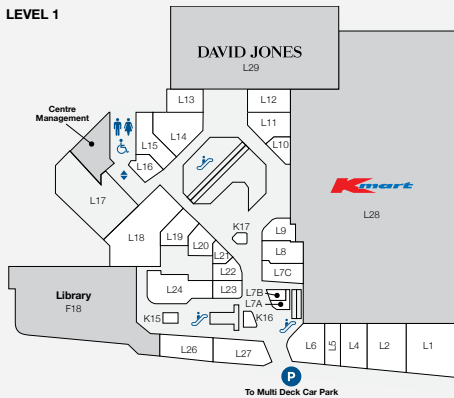 LEVEL 1
DAVID JONES
L29
L13
L12
Centre
Management
L14
L11
L15
L10
L16
L17
Kmart
L28
L18
L19
K17
L9
L20
L8
L21
L22
L7C
Library
F18
L24
L23
L7B
L7A
K15
K16
L26
L27
L6
L5
L4
L2
L1
P
To Multi Deck Car Park